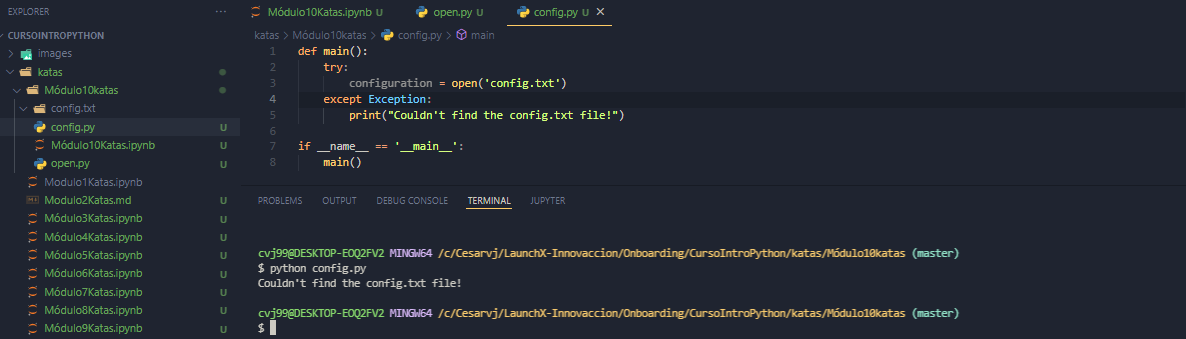 EXPLORER ···
CURSOINTROPYTHON
images
katas
Módulo10katas
config.txt
config.py U
Módulo10Katas.ipynb U
open.py U
Modulo1Katas.ipynb
Modulo2Katas.md U
Módulo3Katas.ipynb U
Módulo4Katas.ipynb U
Módulo5Katas.ipynb U
Módulo6Katas.ipynb U
Módulo7Katas.ipynb U
Módulo8Katas.ipynb U
Módulo9Katas.ipynb U
Módulo10Katas.ipynb U open.py U config.py U ×
katas > Módulo10katas > config.py > main
1 def main():
2 try:
3 configuration = open('config.txt')
4 except Exception:
5 print("Couldn't find the config.txt file!")
6
7 if __name__ == '__main__':
8 main()
PROBLEMS OUTPUT DEBUG CONSOLE TERMINAL JUPYTER
cvj99@DESKTOP-EOQ2FV2 MINGW64 /c/Cesarvj/LaunchX-Innovaccion/Onboarding/CursoIntroPython/katas/Módulo10katas (master)
$ python config.py
Couldn't find the config.txt file!
cvj99@DESKTOP-EOQ2FV2 MINGW64 /c/Cesarvj/LaunchX-Innovaccion/Onboarding/CursoIntroPython/katas/Módulo10katas (master)
$